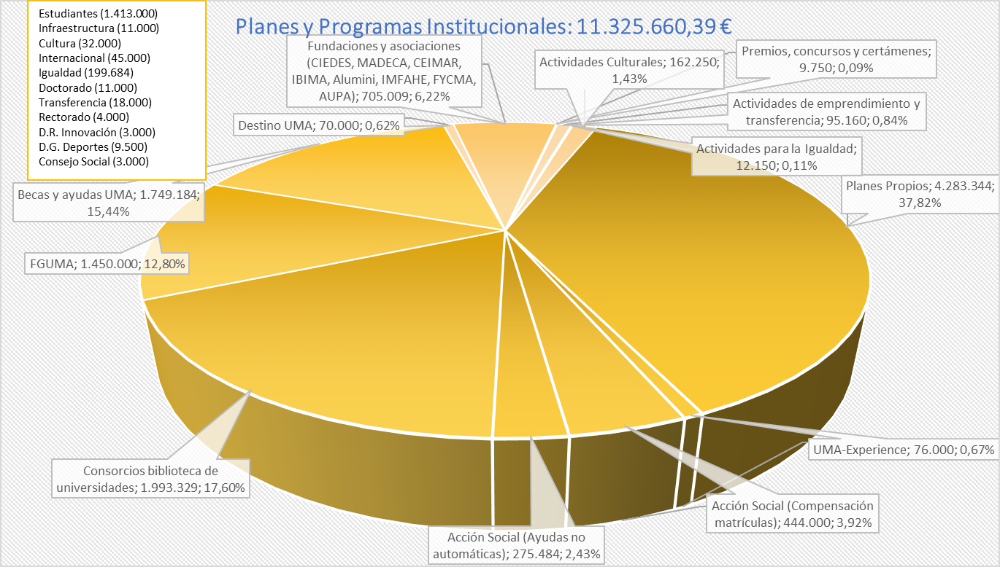 Estudiantes (1.413.000)
Infraestructura (11.000)
Cultura (32.000)
Internacional (45.000)
Igualdad (199.684)
Doctorado (11.000)
Transferencia (18.000)
Rectorado (4.000)
D.R. Innovación (3.000)
D.G. Deportes (9.500)
Consejo Social (3.000)
Planes y Programas Institucionales: 11.325.660,39 €
Fundaciones y asociaciones
(CIEDES, MADECA, CEIMAR,
IBIMA, Alumini, IMFAHE, FYCMA,
AUPA); 705.009; 6,22%
Actividades Culturales; 162.250;
1,43%
Premios, concursos y certámenes;
9.750; 0,09%
Actividades de emprendimiento y
transferencia; 95.160; 0,84%
Destino UMA; 70.000; 0,62%
Actividades para la Igualdad;
12.150; 0,11%
Planes Propios; 4.283.344;
37,82%
Becas y ayudas UMA; 1.749.184;
15,44%
FGUMA; 1.450.000; 12,80%
UMA-Experience; 76.000; 0,67%
Consorcios biblioteca de
universidades; 1.993.329; 17,60%
Acción Social (Compensación
matrículas); 444.000; 3,92%
Acción Social (Ayudas no
automáticas); 275.484; 2,43%